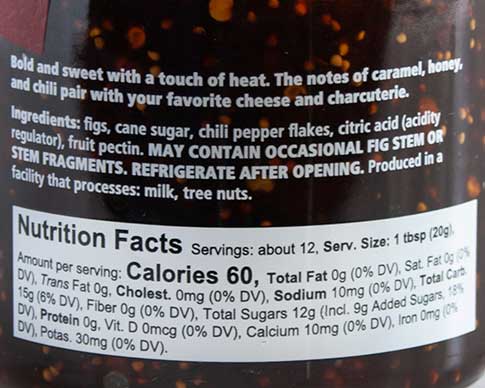 Bold and sweet with a touch of heat. The notes of caramel, honey,
and chili pair with your favorite cheese and charcuterie.
Ingredients: figs, cane sugar, chili pepper flakes, citric acid (acidity
regulator), fruit pectin. MAY CONTAIN OCCASIONAL FIG STEM OR
STEM FRAGMENTS. REFRIGERATE AFTER OPENING. Produced in a
facility that processes: milk, tree nuts.
Nutrition Facts Servings: about 12, Serv. Size: 1 tbsp (20g),
Amount per serving: Calories 60, Total Fat 0g (0% DV), Sat. Fat 0g (0%
DV), Trans Fat 0g, Cholest. 0mg (0% DV), Sodium 10mg (0% DV), Total Carb.
15g (6% DV), Fiber 0g (0% DV), Total Sugars 12g (Incl. 9g Added Sugars, 18%
DV), Protein 0g, Vit. D 0mcg (0% DV), Calcium 10mg (0% DV), Iron 0mg (0%
DV), Potas. 30mg (0% DV).